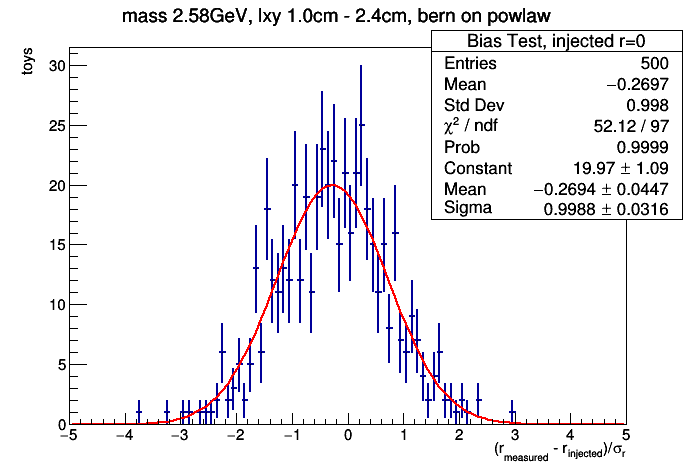 mass 2.58GeV, lxy 1.0cm - 2.4cm, bern on powlaw
Bias Test, injected r=0
Entries 500
Mean −0.2697
Std Dev 0.998
χ² / ndf 52.12 / 97
Prob 0.9999
Constant 19.97 ± 1.09
Mean −0.2694 ± 0.0447
Sigma 0.9988 ± 0.0316
toys
30
25
20
15
10
5
0
−5 −4 −3 −2 −1 0 1 2 3 4 5
(r_measured - r_injected)/σ_r